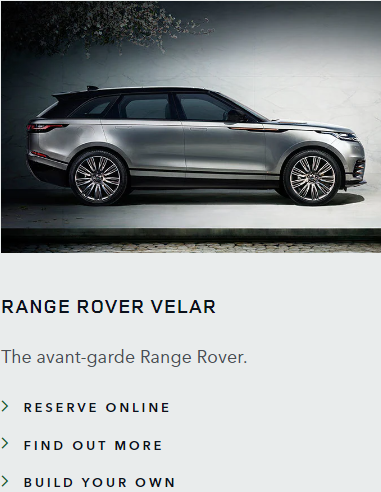 RANGE ROVER VELAR
The avant-garde Range Rover.
RESERVE ONLINE
FIND OUT MORE
BUILD YOUR OWN